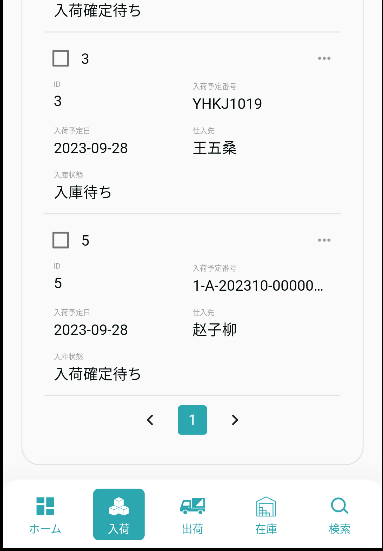 入荷確定待ち
3
ID
入荷予定番号
3
YHKJ1019
入荷予定日
仕入先
2023-09-28
王五桑
入庫状態
入庫待ち
5
ID
入荷予定番号
5
1-A-202310-00000...
入荷予定日
仕入先
2023-09-28
赵子柳
入庫状態
入荷確定待ち
1
ホーム
入荷
出荷
在庫
検索